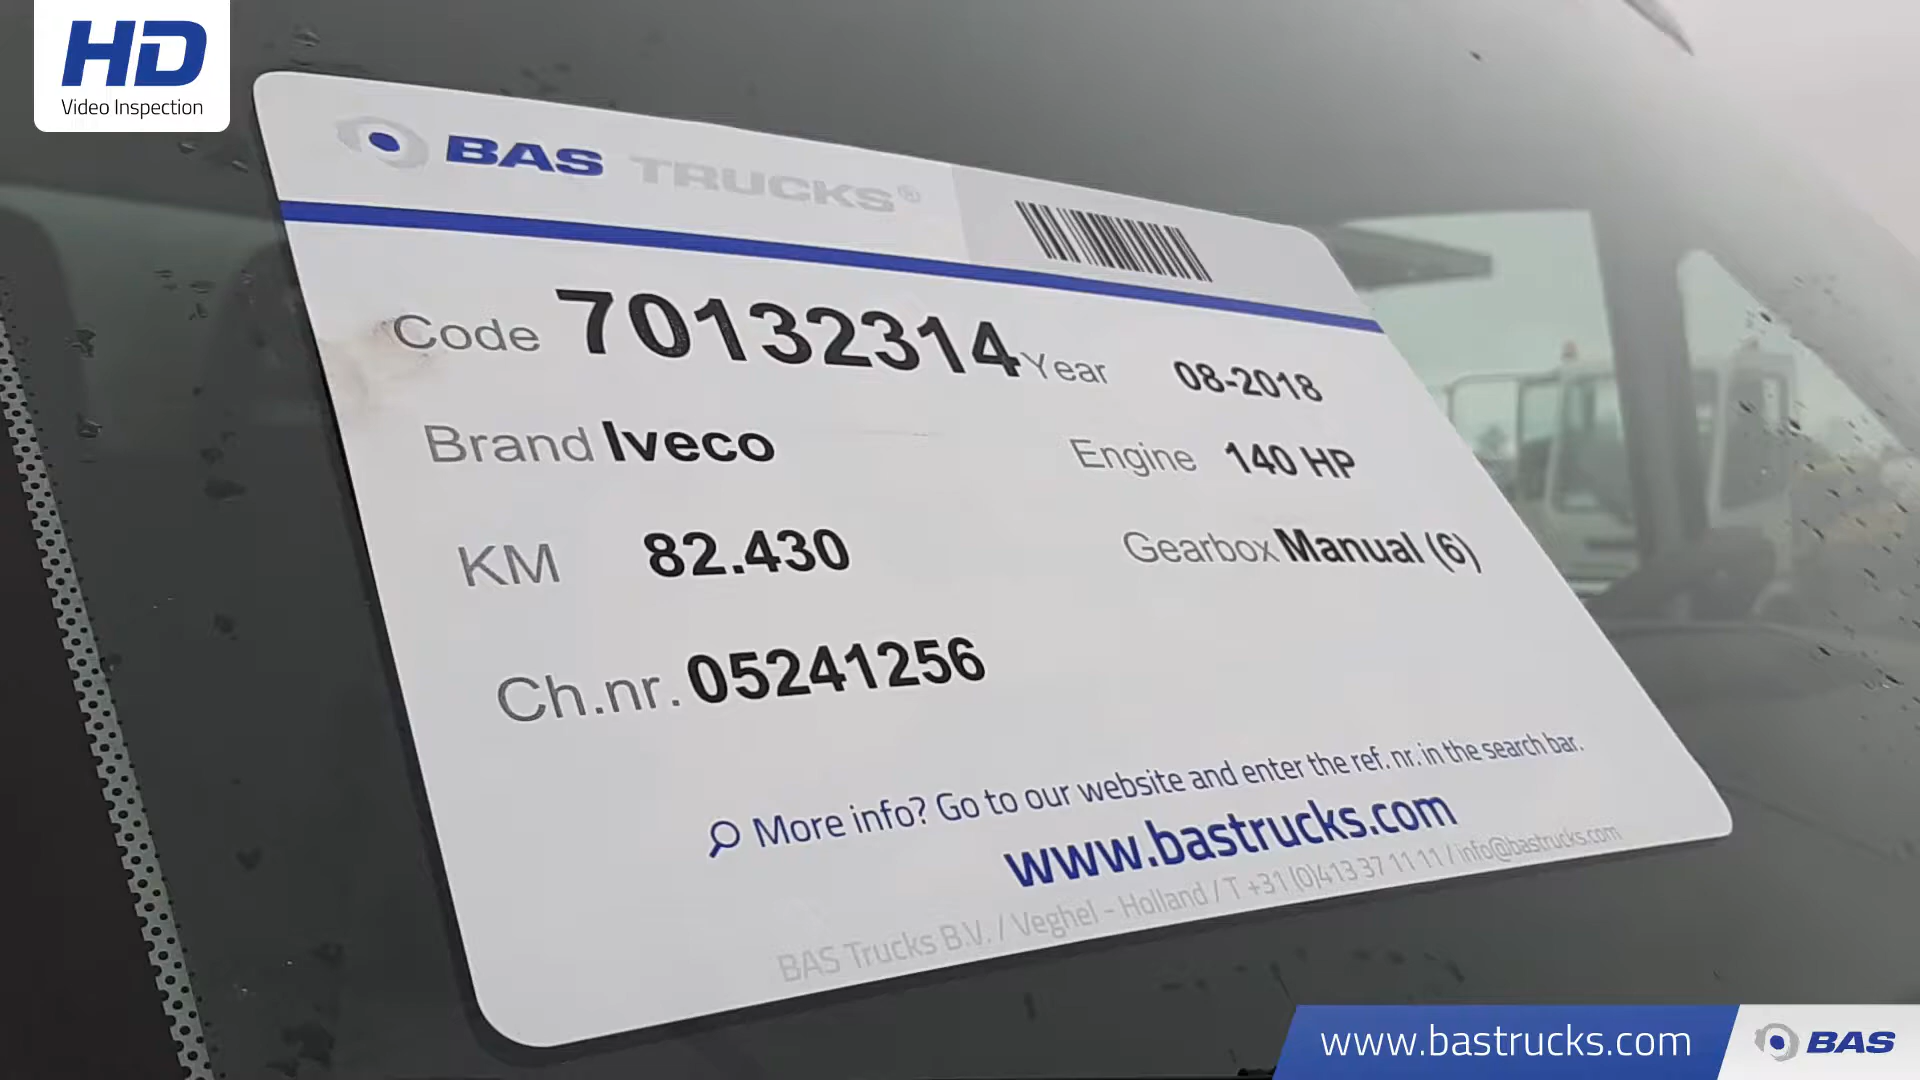 HD
Video Inspection
BAS TRUCKS®
Code 70132314 Year 08-2018
Brand Iveco Engine 140 HP
KM 82.430 Gearbox Manual (6)
Ch.nr. 05241256
More info? Go to our website and enter the ref. nr. in the search bar.
www.bastrucks.com
BAS Trucks B.V. / Veghel - Holland / T +31 (0)413 37 11 11 / info@bastrucks.com
www.bastrucks.com BAS